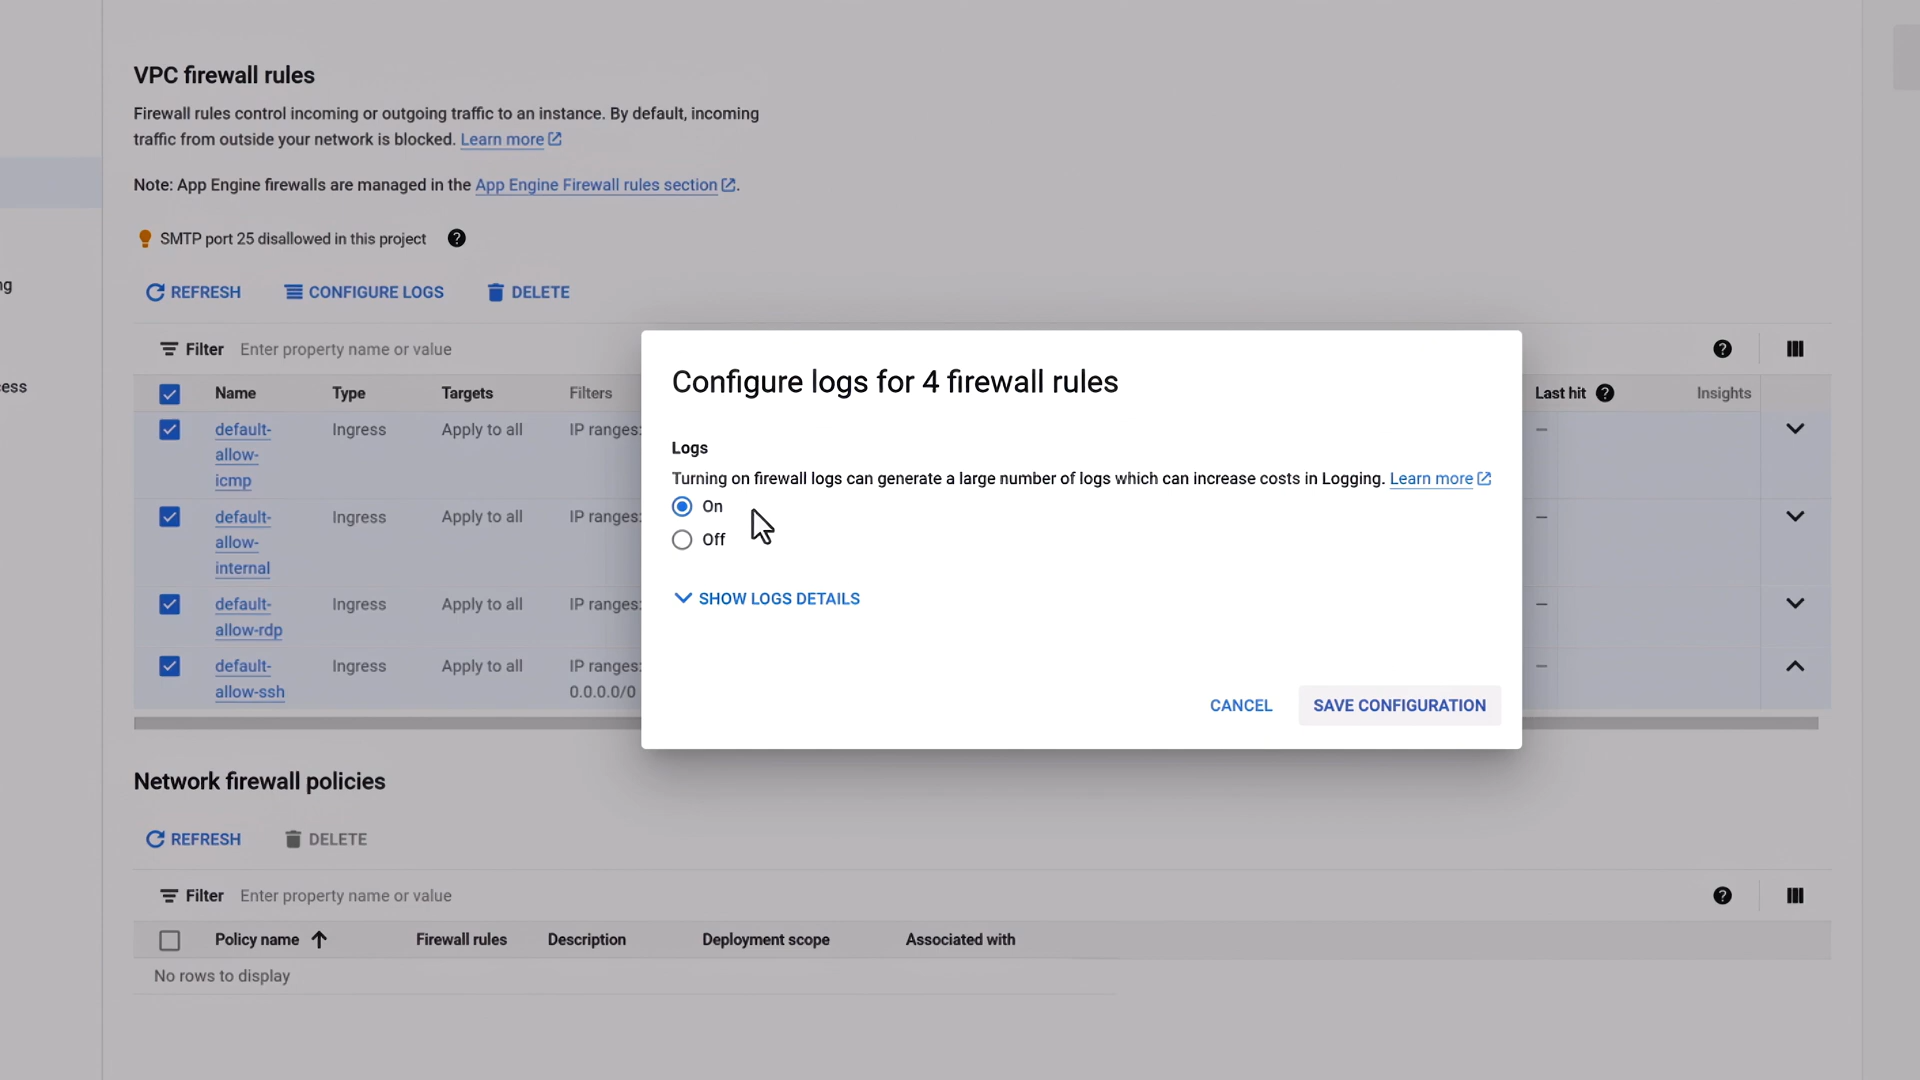 VPC firewall rules
Firewall rules control incoming or outgoing traffic to an instance. By default, incoming
traffic from outside your network is blocked. Learn more
Note: App Engine firewalls are managed in the App Engine Firewall rules section.
SMTP port 25 disallowed in this project
ng
REFRESH CONFIGURE LOGS DELETE
Filter Enter property name or value
ess
Name Type Targets Filters Last hit Insights
default-
allow-
icmp
Ingress Apply to all IP ranges: –
default-
allow-
internal
Ingress Apply to all IP ranges: –
default-
allow-rdp
Ingress Apply to all IP ranges: –
default-
allow-ssh
Ingress Apply to all IP ranges: –
0.0.0.0/0
Configure logs for 4 firewall rules
Logs
Turning on firewall logs can generate a large number of logs which can increase costs in Logging. Learn more
On
Off
SHOW LOGS DETAILS
CANCEL SAVE CONFIGURATION
Network firewall policies
REFRESH DELETE
Filter Enter property name or value
Policy name Firewall rules Description Deployment scope Associated with
No rows to display